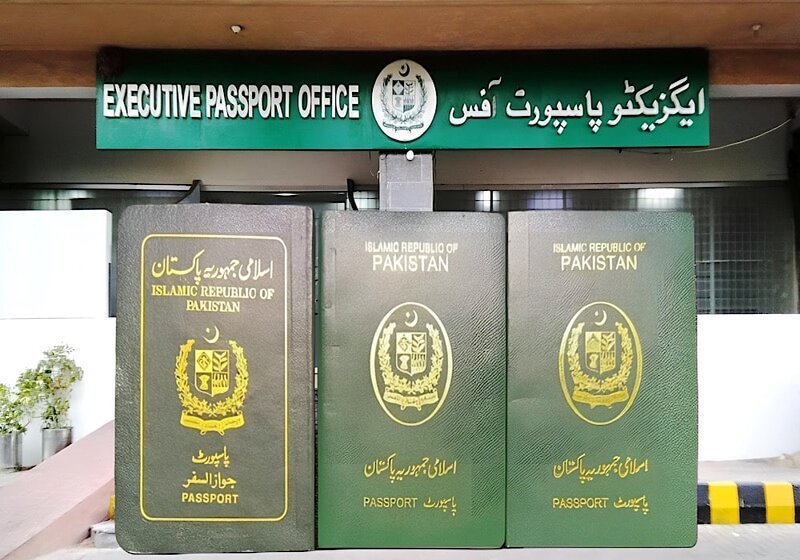 EXECUTIVE PASSPORT OFFICE
ایگزیکٹو پاسپورٹ آفس
اسلامی جمہوریہ پاکستان
ISLAMIC REPUBLIC OF
PAKISTAN
پاسپورٹ
جواز السفر
PASSPORT
ISLAMIC REPUBLIC OF
PAKISTAN
اسلامی جمہوریہ پاکستان
PASSPORT پاسپورٹ
ISLAMIC REPUBLIC OF
PAKISTAN
اسلامی جمہوریہ پاکستان
PASSPORT پاسپورٹ